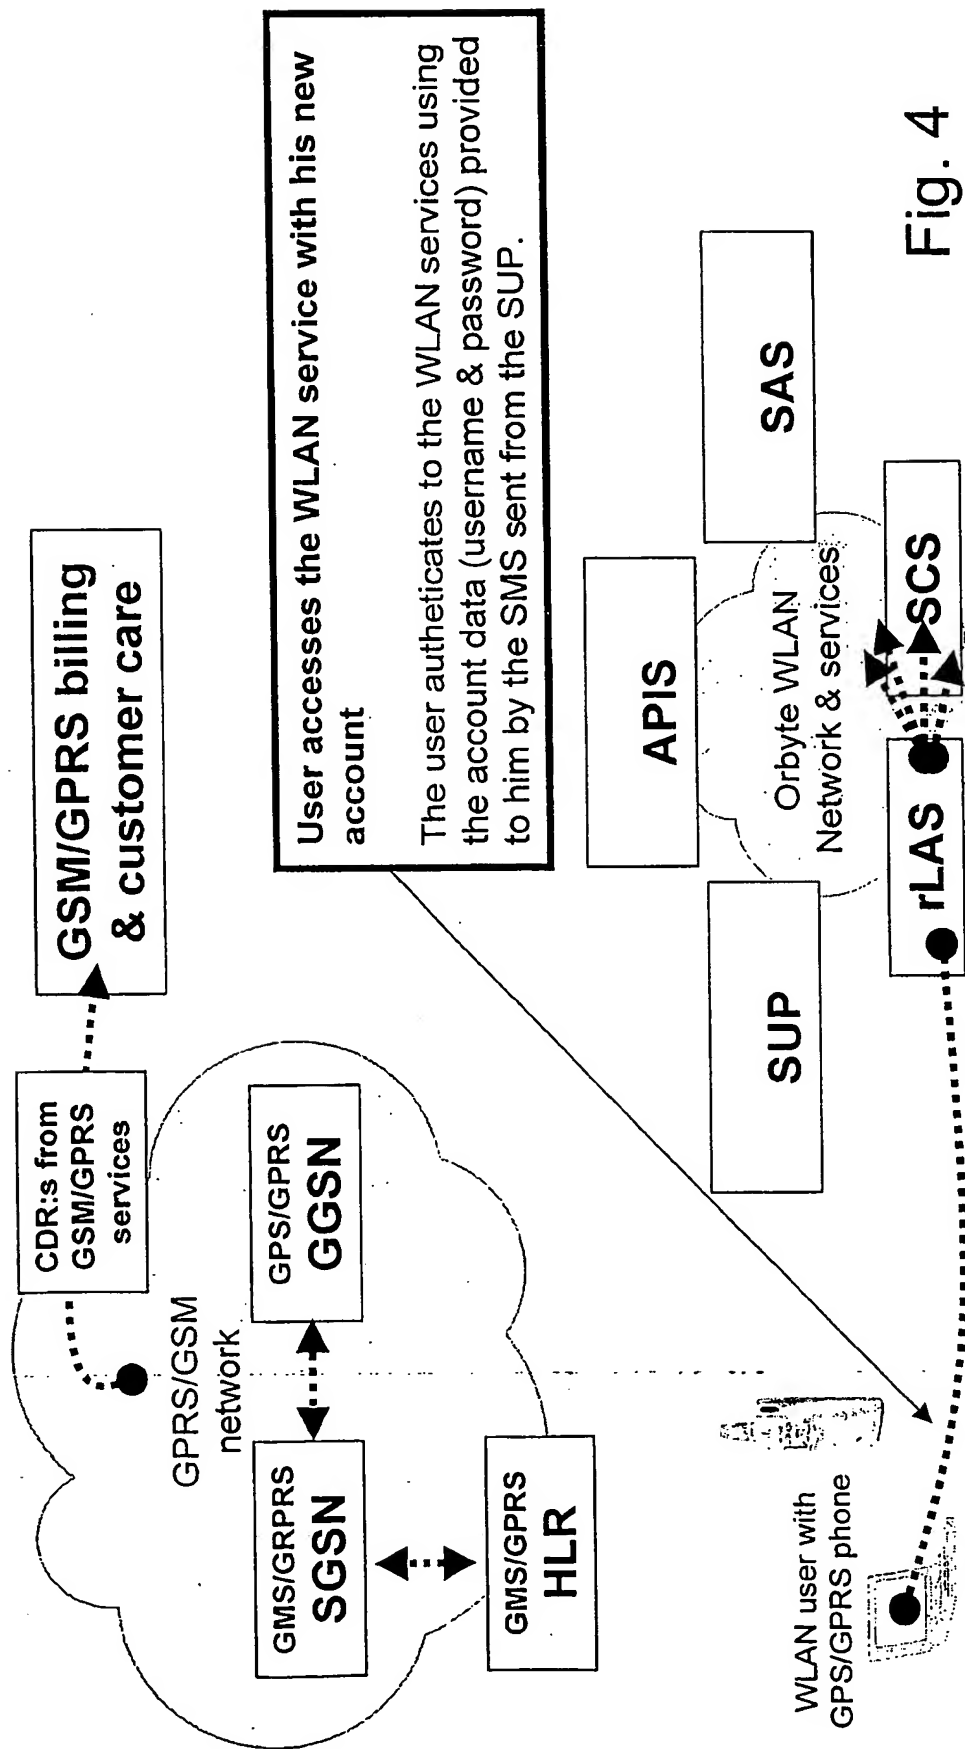 CDR:s from
GSM/GPRS
services
GSM/GPRS billing
& customer care
GPRS/GSM
network
GMS/GRPRS
SGSN
GPS/GPRS
GGSN
GMS/GPRS
HLR
User accesses the WLAN service with his new
account
The user autheticates to the WLAN services using
the account data (username & password) provided
to him by the SMS sent from the SUP.
WLAN user with
GPS/GPRS phone
SUP
APIS
SAS
Orbyte WLAN
Network & services
rLAS
SCS
Fig. 4